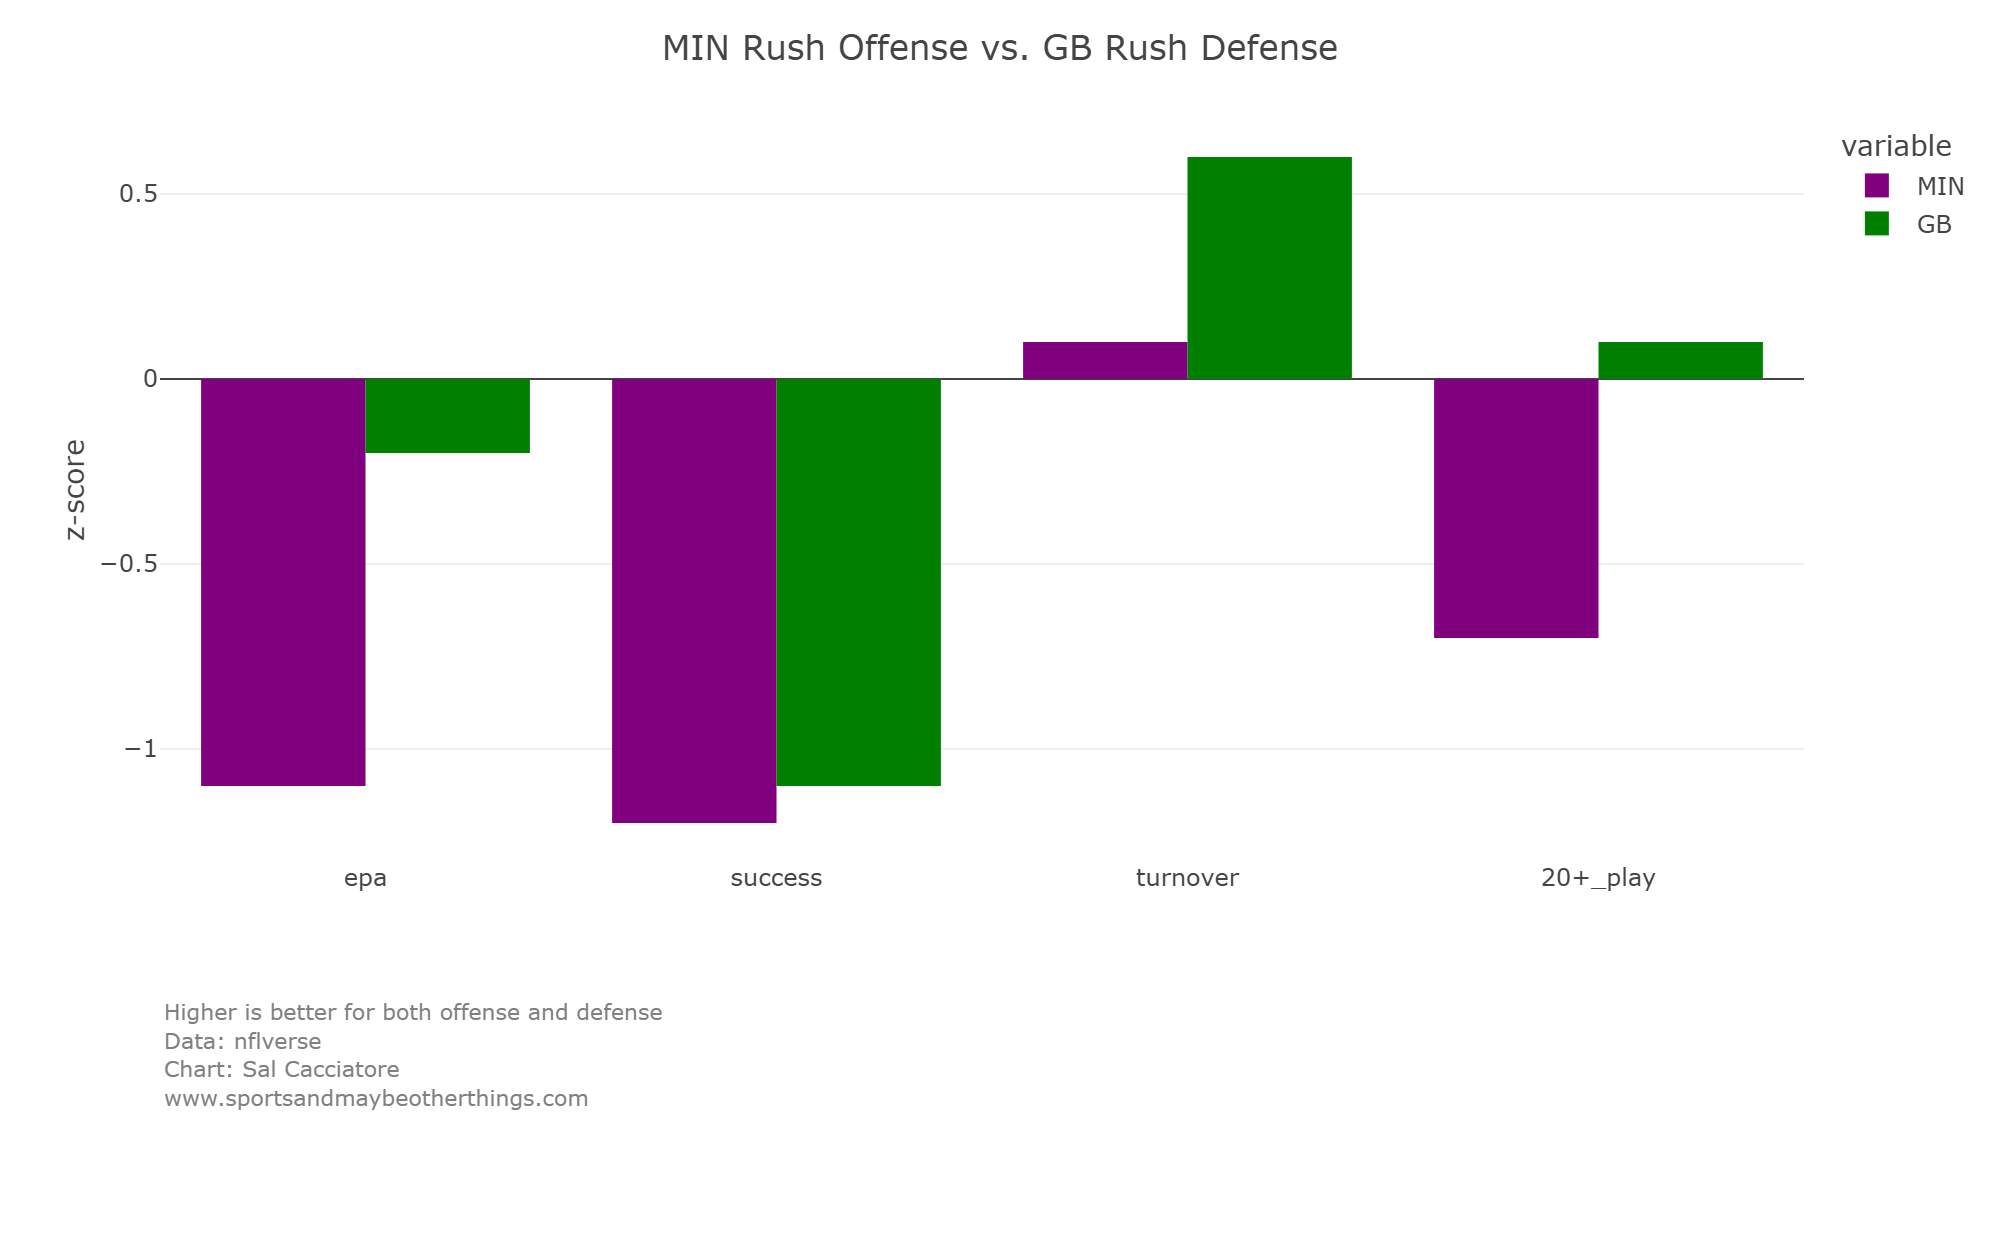 MIN Rush Offense vs. GB Rush Defense
variable
MIN
GB
0.5
0
−0.5
−1
z-score
epa
success
turnover
20+_play
Higher is better for both offense and defense
Data: nflverse
Chart: Sal Cacciatore
www.sportsandmaybeotherthings.com